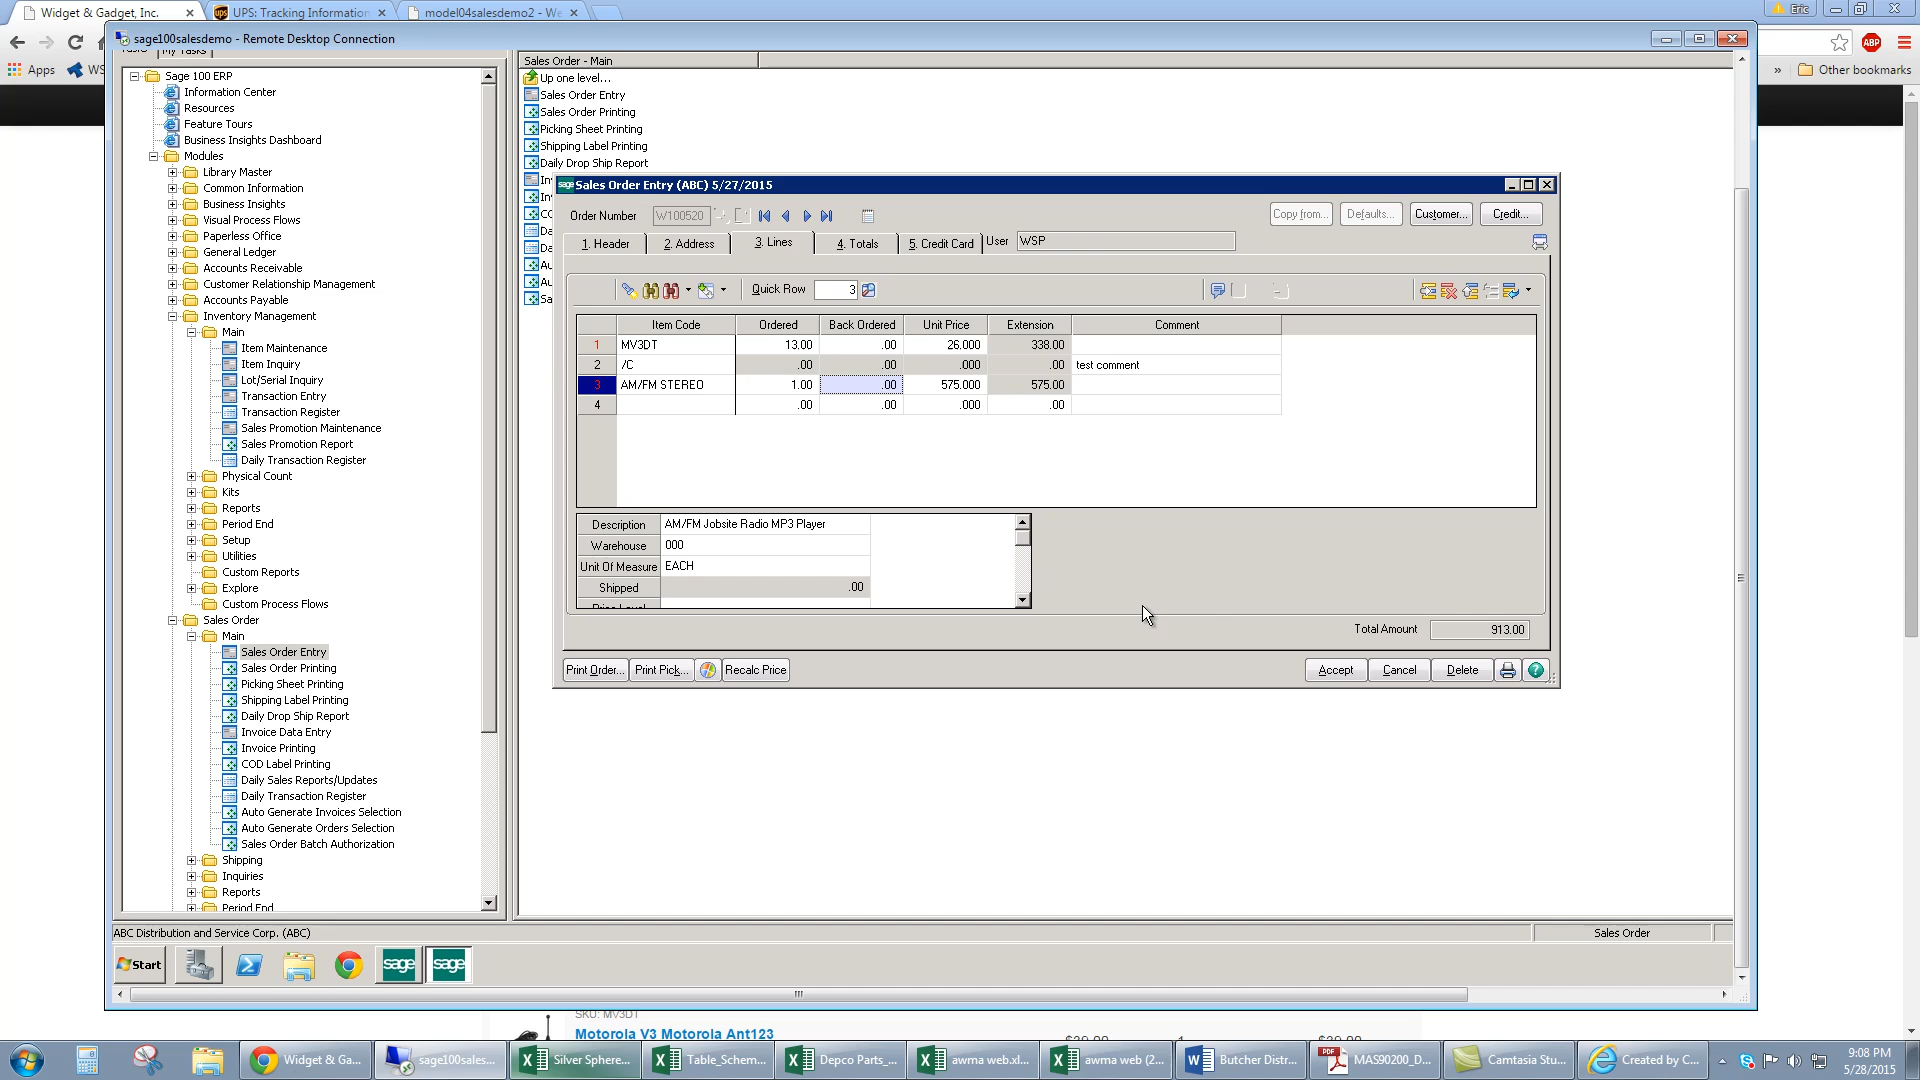 Widget & Gadget, Inc.
UPS: Tracking Information
model04salesdemo2 - We
Eric
sage100salesdemo - Remote Desktop Connection
Apps
WS
ABP
Other bookmarks
My Tasks
Sage 100 ERP
Information Center
Resources
Feature Tours
Business Insights Dashboard
Modules
Library Master
Common Information
Business Insights
Visual Process Flows
Paperless Office
General Ledger
Accounts Receivable
Customer Relationship Management
Accounts Payable
Inventory Management
Main
Item Maintenance
Item Inquiry
Lot/Serial Inquiry
Transaction Entry
Transaction Register
Sales Promotion Maintenance
Sales Promotion Report
Daily Transaction Register
Physical Count
Kits
Reports
Period End
Setup
Utilities
Custom Reports
Explore
Custom Process Flows
Sales Order
Main
Sales Order Entry
Sales Order Printing
Picking Sheet Printing
Shipping Label Printing
Daily Drop Ship Report
Invoice Data Entry
Invoice Printing
COD Label Printing
Daily Sales Reports/Updates
Daily Transaction Register
Auto Generate Invoices Selection
Auto Generate Orders Selection
Sales Order Batch Authorization
Shipping
Inquiries
Reports
Period End
Sales Order - Main
Up one level...
Sales Order Entry
Sales Order Printing
Picking Sheet Printing
Shipping Label Printing
Daily Drop Ship Report
sage Sales Order Entry (ABC) 5/27/2015
Order Number W100520
Copy from... Defaults... Customer... Credit...
1. Header 2. Address 3. Lines 4. Totals 5. Credit Card User WSP
Quick Row 3
Item Code Ordered Back Ordered Unit Price Extension Comment
1 MV3DT 13.00 .00 26.000 338.00
2 /C .00 .00 .000 .00 test comment
3 AM/FM STEREO 1.00 .00 575.000 575.00
4 .00 .00 .000 .00
Description AM/FM Jobsite Radio MP3 Player
Warehouse 000
Unit Of Measure EACH
Shipped .00
Price Level
Total Amount 913.00
Print Order... Print Pick... Recalc Price Accept Cancel Delete
ABC Distribution and Service Corp. (ABC)
Sales Order
Start
sage
sage
SKU: MV3DT
Motorola V3 Motorola Ant123
Widget & Ga...
sage100sales...
Silver Sphere...
Table_Schem...
Depco Parts_...
awma web.xl...
awma web (2...
Butcher Distr...
PDF
MAS90200_D...
Camtasia Stu...
Created by C...
9:08 PM
5/28/2015